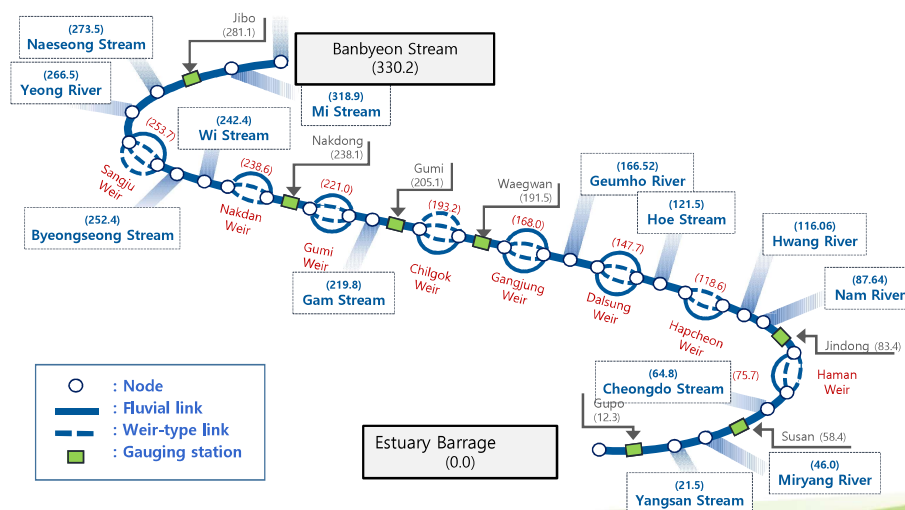 Jibo
(281.1)
(273.5)
Naeseong Stream
Banbyeon Stream
(330.2)
(266.5)
Yeong River
(318.9)
Mi Stream
(242.4)
Wi Stream
(253.7)
Sangju
Weir
Nakdong
(238.1)
(238.6)
Nakdan
Weir
(252.4)
Byeongseong Stream
Gumi
(205.1)
(221.0)
Gumi
Weir
(219.8)
Gam Stream
Waegwan
(191.5)
(193.2)
Chilgok
Weir
(168.0)
Gangjung
Weir
(166.52)
Geumho River
(121.5)
Hoe Stream
(147.7)
Dalsung
Weir
(116.06)
Hwang River
(118.6)
Hapcheon
Weir
(87.64)
Nam River
Jindong (83.4)
(75.7)
Haman
Weir
(64.8)
Cheongdo Stream
Gupo
(12.3)
Susan (58.4)
Estuary Barrage
(0.0)
(46.0)
Miryang River
(21.5)
Yangsan Stream
: Node
: Fluvial link
: Weir-type link
: Gauging station